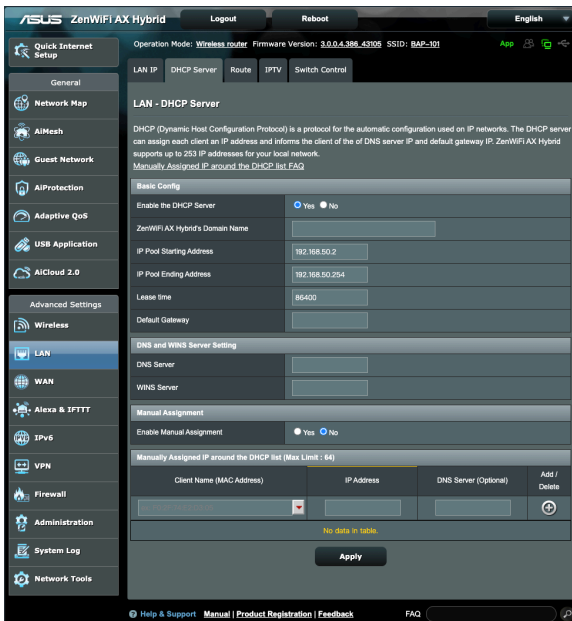 ASUS ZenWiFi AX Hybrid Logout Reboot English
Quick Internet Setup
Operation Mode: Wireless router Firmware Version: 3.0.0.4.386_43105 SSID: BAP-101 App
LAN IP DHCP Server Route IPTV Switch Control
General
Network Map
AiMesh
Guest Network
AiProtection
Adaptive QoS
USB Application
AiCloud 2.0
Advanced Settings
Wireless
LAN
WAN
Alexa & IFTTT
IPv6
VPN
Firewall
Administration
System Log
Network Tools
LAN - DHCP Server
DHCP (Dynamic Host Configuration Protocol) is a protocol for the automatic configuration used on IP networks. The DHCP server
can assign each client an IP address and informs the client of the of DNS server IP and default gateway IP. ZenWiFi AX Hybrid
supports up to 253 IP addresses for your local network.
Manually Assigned IP around the DHCP list FAQ
Basic Config
Enable the DHCP Server Yes No
ZenWiFi AX Hybrid's Domain Name
IP Pool Starting Address 192.168.50.2
IP Pool Ending Address 192.168.50.254
Lease time 86400
Default Gateway
DNS and WINS Server Setting
DNS Server
WINS Server
Manual Assignment
Enable Manual Assignment Yes No
Manually Assigned IP around the DHCP list (Max Limit : 64)
Client Name (MAC Address) IP Address DNS Server (Optional) Add / Delete
No data in table.
Apply
Help & Support Manual | Product Registration | Feedback FAQ